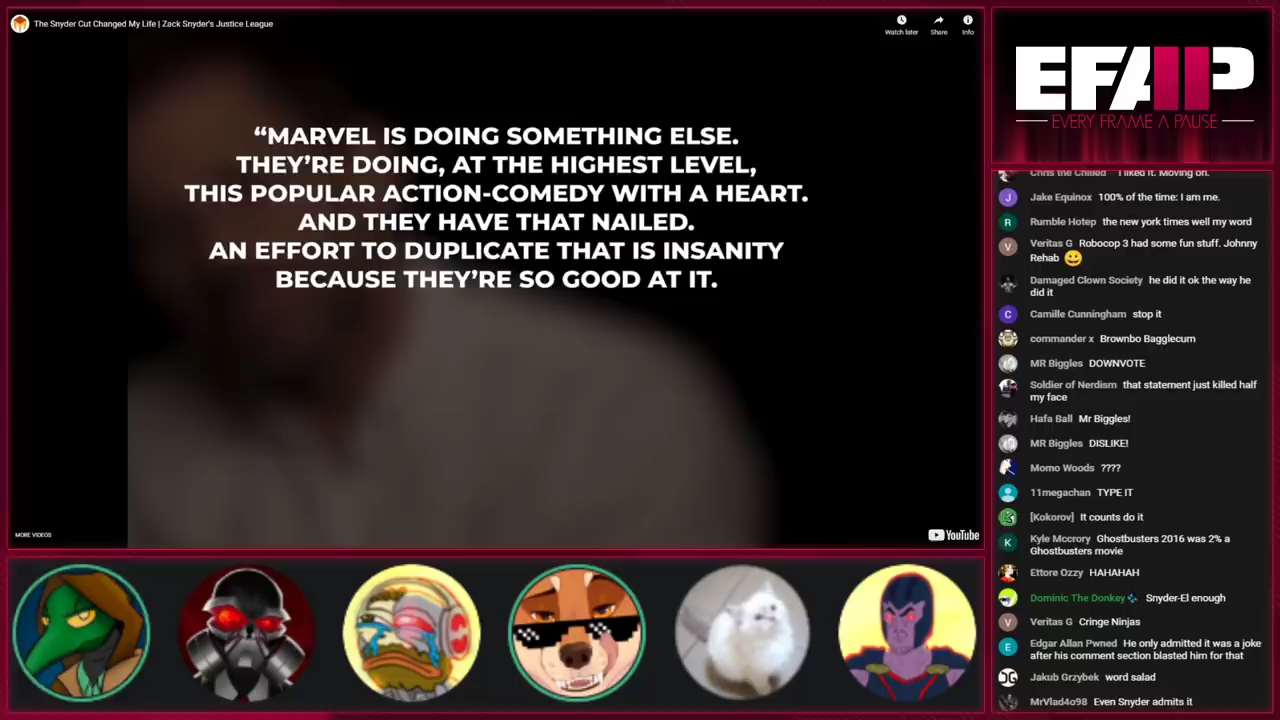 The Snyder Cut Changed My Life | Zack Snyder's Justice League
Watch later
Share
Info
“MARVEL IS DOING SOMETHING ELSE.
THEY’RE DOING, AT THE HIGHEST LEVEL,
THIS POPULAR ACTION-COMEDY WITH A HEART.
AND THEY HAVE THAT NAILED.
AN EFFORT TO DUPLICATE THAT IS INSANITY
BECAUSE THEY’RE SO GOOD AT IT.
MORE VIDEOS
YouTube
EFAP
EVERY FRAME A PAUSE
Chris the Chilled I liked it. Moving on.
J Jake Equinox 100% of the time: I am me.
R Rumble Hotep the new york times well my word
V Veritas G Robocop 3 had some fun stuff. Johnny
Rehab 😀
Damaged Clown Society he did it ok the way he
did it
C Camille Cunningham stop it
commander x Brownbo Bagglecum
MR Biggles DOWNVOTE
Soldier of Nerdism that statement just killed half
my face
Hafa Ball Mr Biggles!
MR Biggles DISLIKE!
Momo Woods ????
11megachan TYPE IT
[Kokorov] It counts do it
K Kyle Mccrory Ghostbusters 2016 was 2% a
Ghostbusters movie
Ettore Ozzy HAHAHAH
Dominic The Donkey Snyder-El enough
V Veritas G Cringe Ninjas
E Edgar Allan Pwned He only admitted it was a joke
after his comment section blasted him for that
Jakub Grzybek word salad
MrVlad4o98 Even Snyder admits it